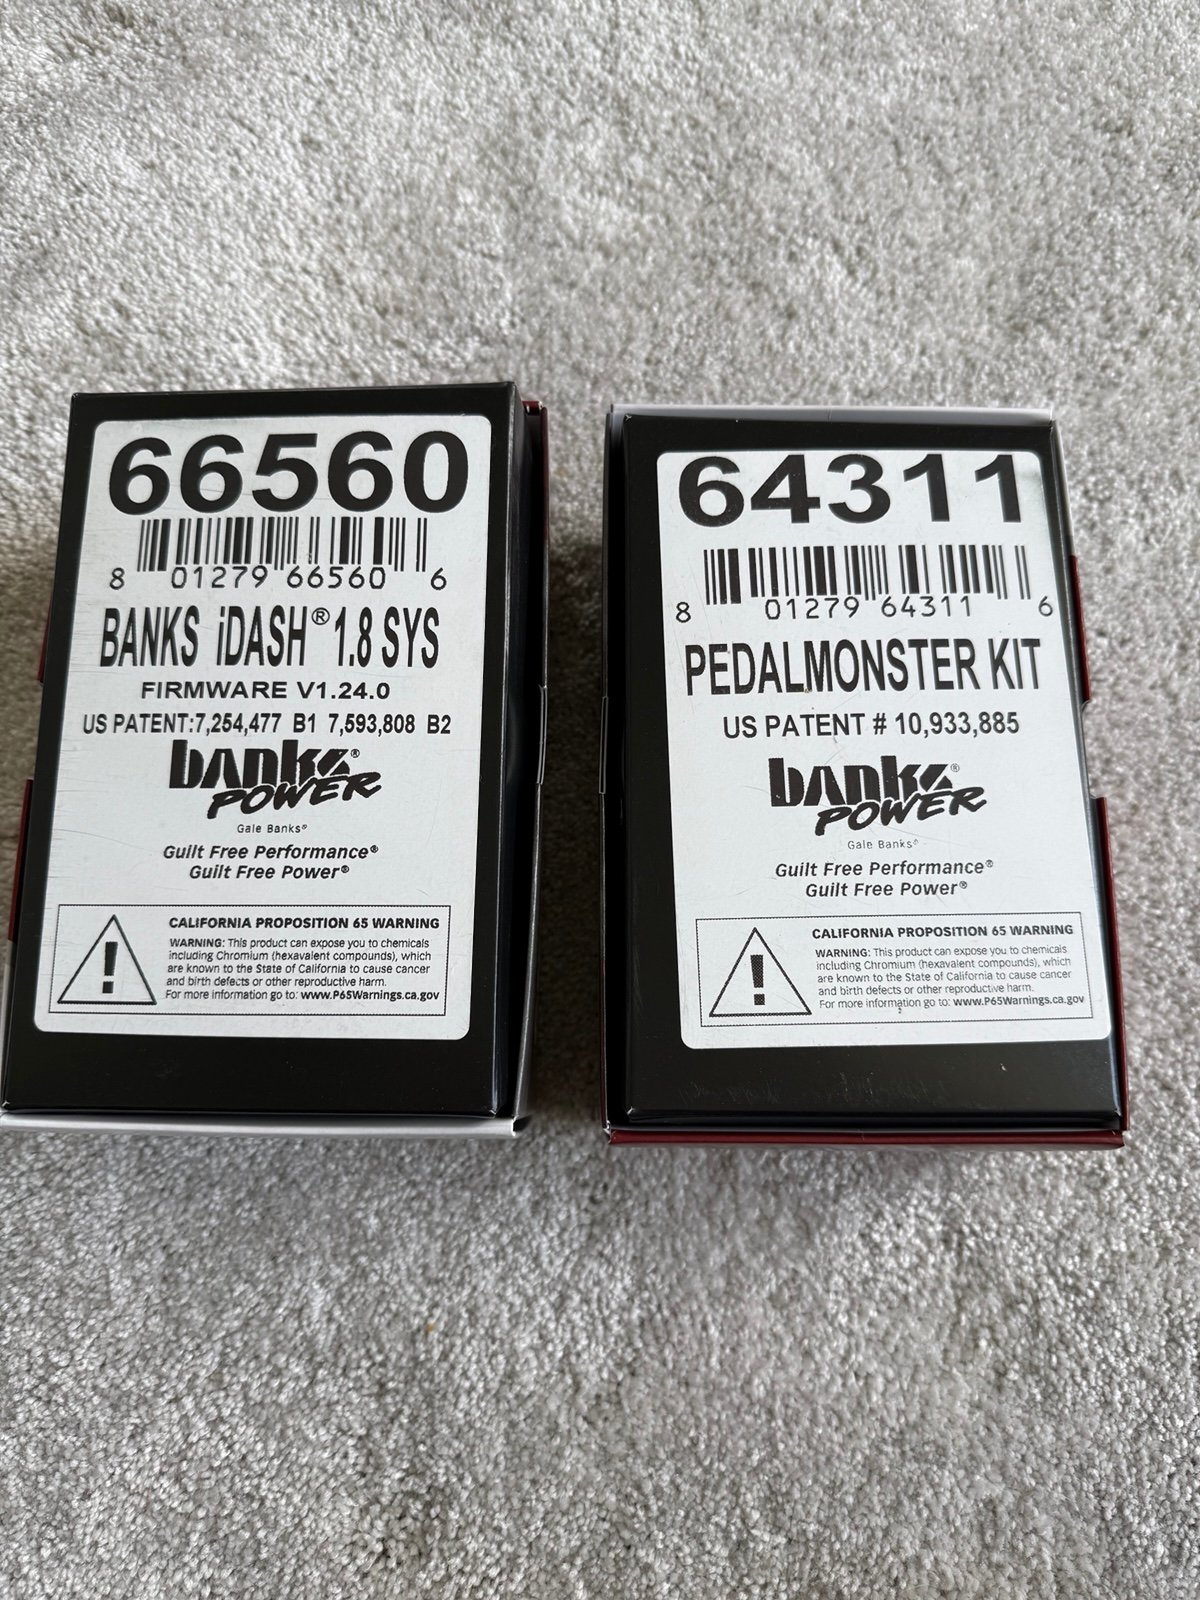 66560
8 01279 66560 6
BANKS iDASH® 1.8 SYS
FIRMWARE V1.24.0
US PATENT:7,254,477 B1 7,593,808 B2
banks®
POWER
Gale Banks®
Guilt Free Performance®
Guilt Free Power®
CALIFORNIA PROPOSITION 65 WARNING
WARNING: This product can expose you to chemicals
including Chromium (hexavalent compounds), which
are known to the State of California to cause cancer
and birth defects or other reproductive harm.
For more information go to: www.P65Warnings.ca.gov
64311
8 01279 64311 6
PEDALMONSTER KIT
US PATENT # 10,933,885
banks®
POWER
Gale Banks®
Guilt Free Performance®
Guilt Free Power®
CALIFORNIA PROPOSITION 65 WARNING
WARNING: This product can expose you to chemicals
including Chromium (hexavalent compounds), which
are known to the State of California to cause cancer
and birth defects or other reproductive harm.
For more information go to: www.P65Warnings.ca.gov